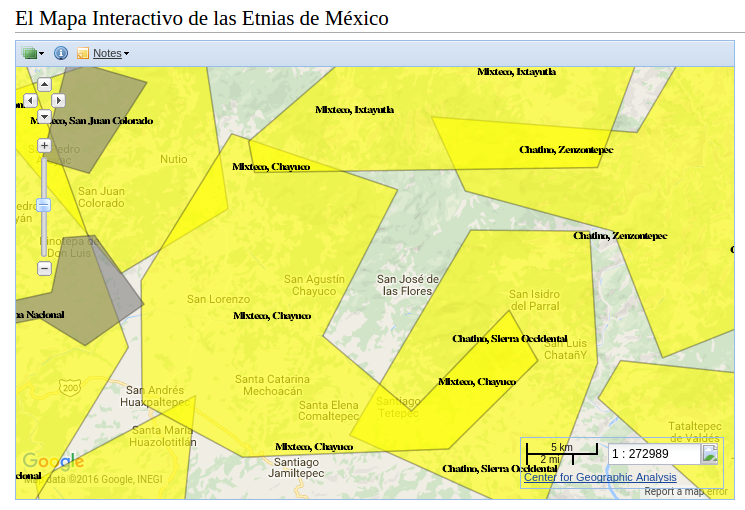 El Mapa Interactivo de las Etnias de México
Notes
Mixteco, Ixtayutla
Mixteco, Ixtayutla
Mixteco, San Juan Colorado
Chatino, Zenzontepec
Nutio
Mixteco, Chayuco
San Juan
Colorado
Chatino, Zenzontepec
Pinotepa de
Don Luis
San Agustín
Chayuco
San José de
las Flores
San Lorenzo
San Isidro
del Parral
Nacional
Mixteco, Chayuco
Chatino, Sierra Occidental
San Luis
ChatañY
Santa Catarina
Mechoacán
Mixteco, Chayuco
200
San Andrés
Huaxpaltepec
Santa Elena
Comaltepec
Santiago
Tetepec
Santa María
Huazolotitlán
Tataltepec
de Valdés
Mixteco, Chayuco
5 km
2 mi
1 : 272989
Google
Santiago
Jamiltepec
Chatino, Sierra Occidental
Map data ©2016 Google, INEGI
Center for Geographic Analysis
Report a map error